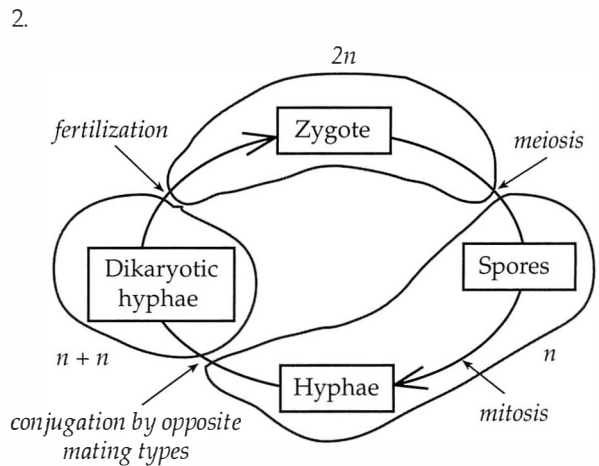 2.
2n
fertilization
Zygote
meiosis
Dikaryotic
hyphae
Spores
n + n
n
Hyphae
conjugation by opposite
mating types
mitosis